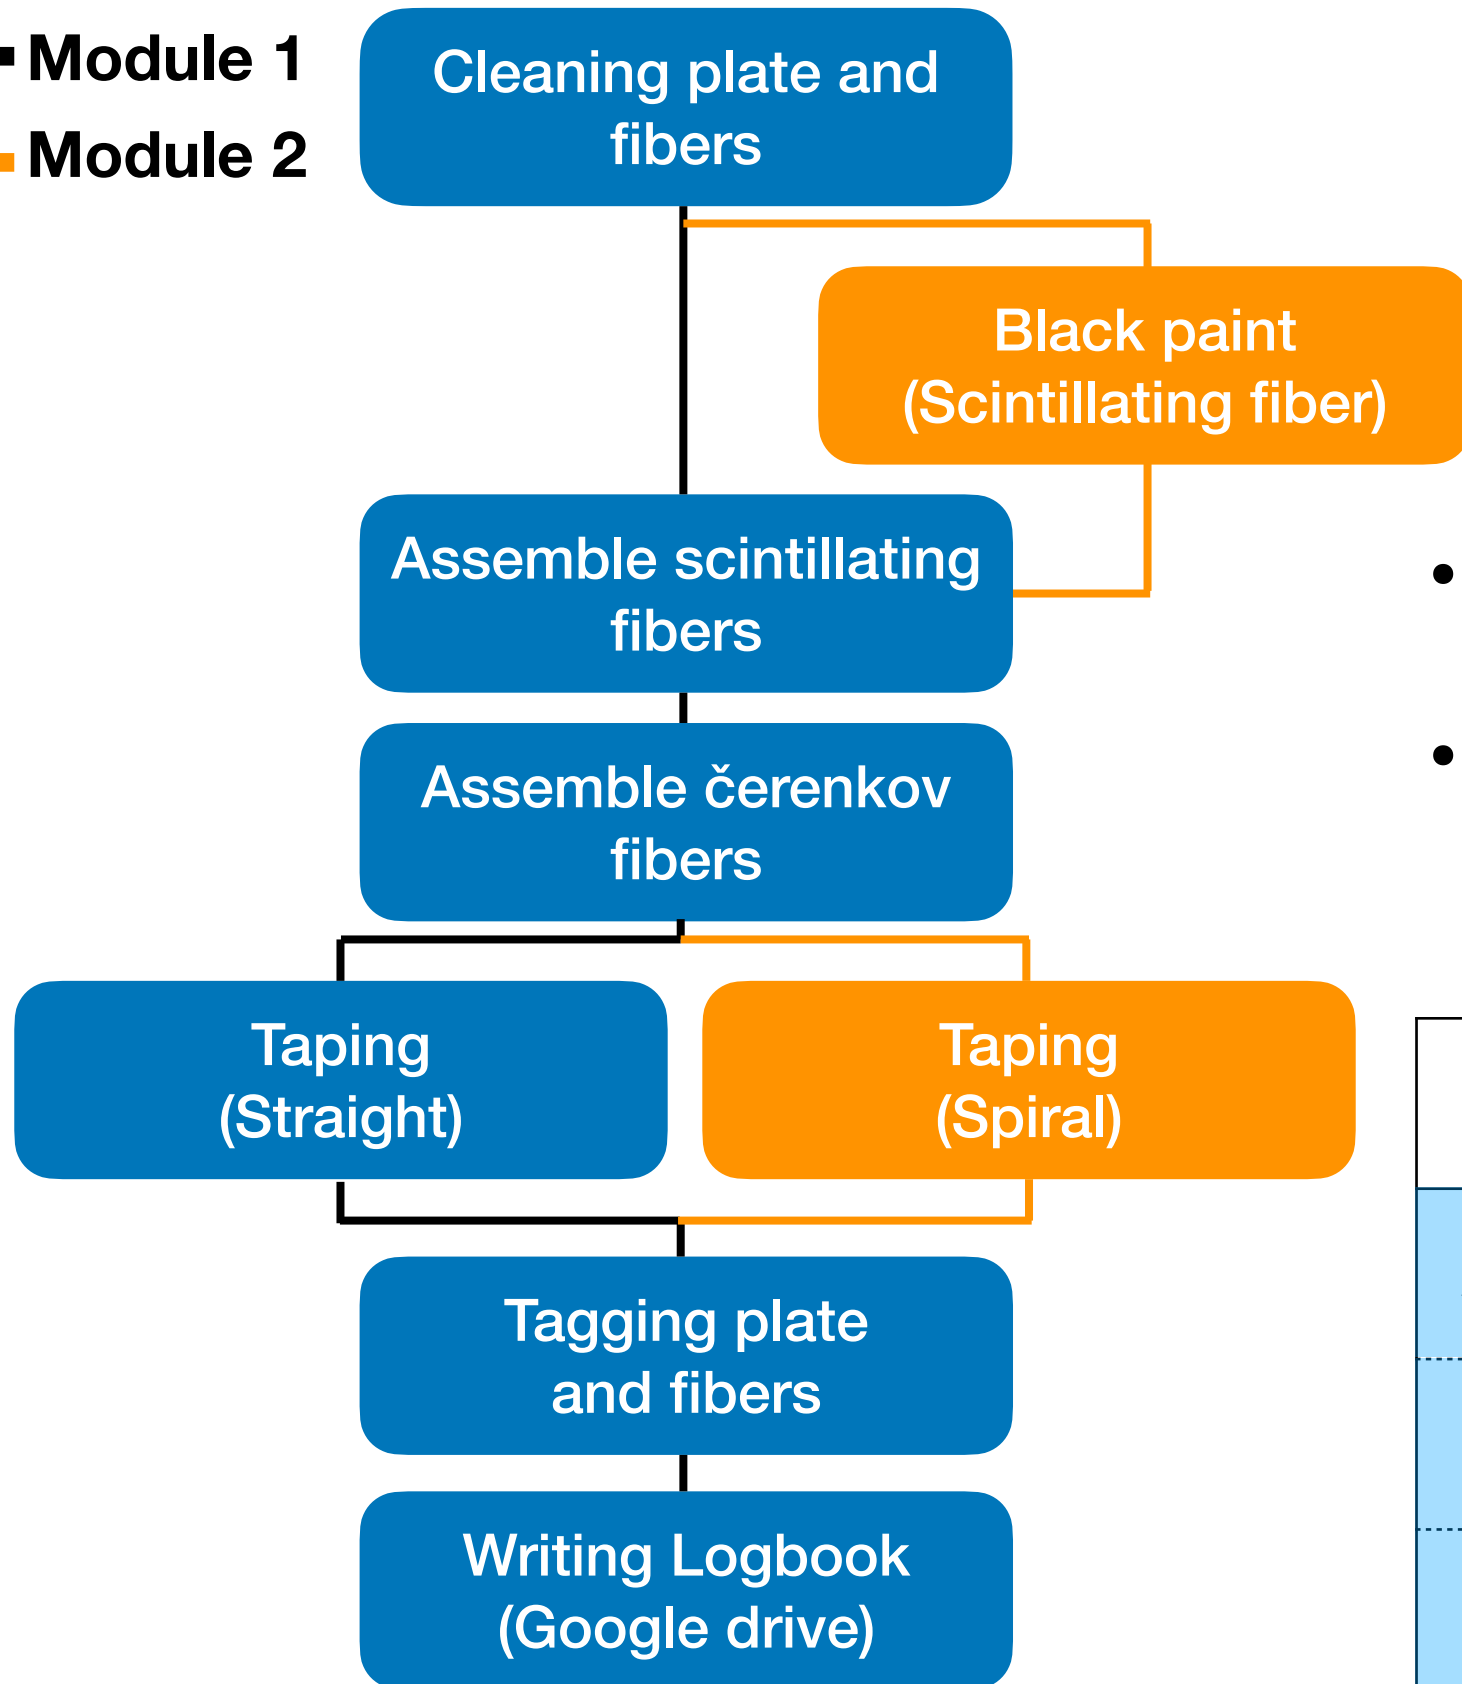 Module 1
Module 2
Cleaning plate and
fibers
Black paint
(Scintillating fiber)
Assemble scintillating
fibers
Assemble čerenkov
fibers
Taping
(Straight)
Taping
(Spiral)
Tagging plate
and fibers
Writing Logbook
(Google drive)